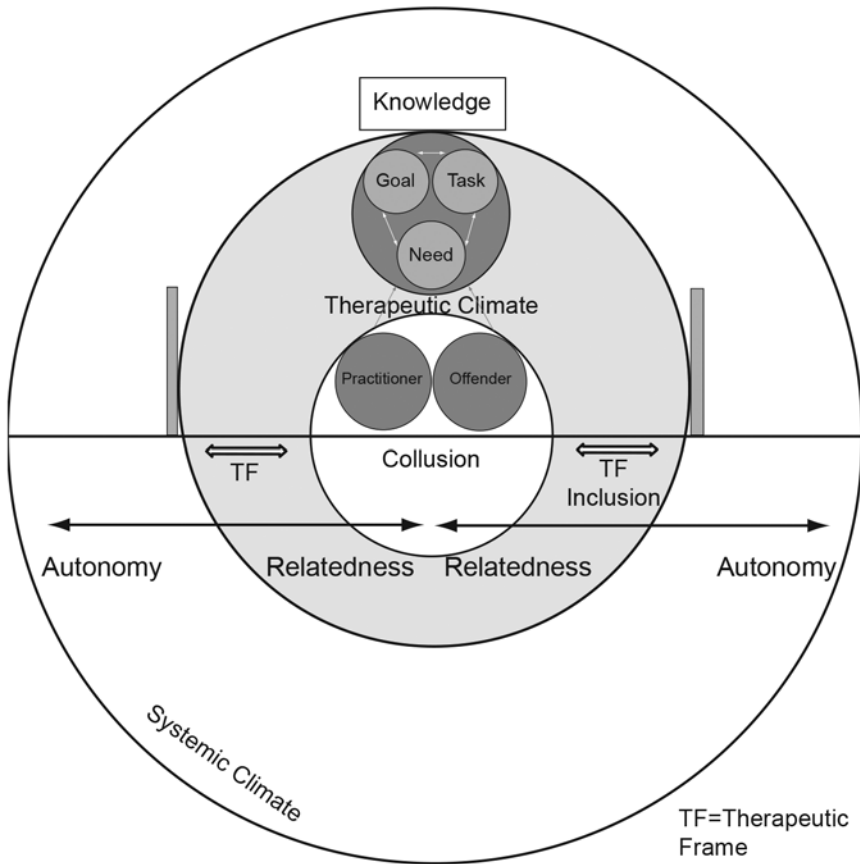 Knowledge
Goal
Task
Need
Therapeutic Climate
Practitioner
Offender
TF
Collusion
TF
Inclusion
Autonomy
Relatedness
Relatedness
Autonomy
Systemic Climate
TF=Therapeutic
Frame